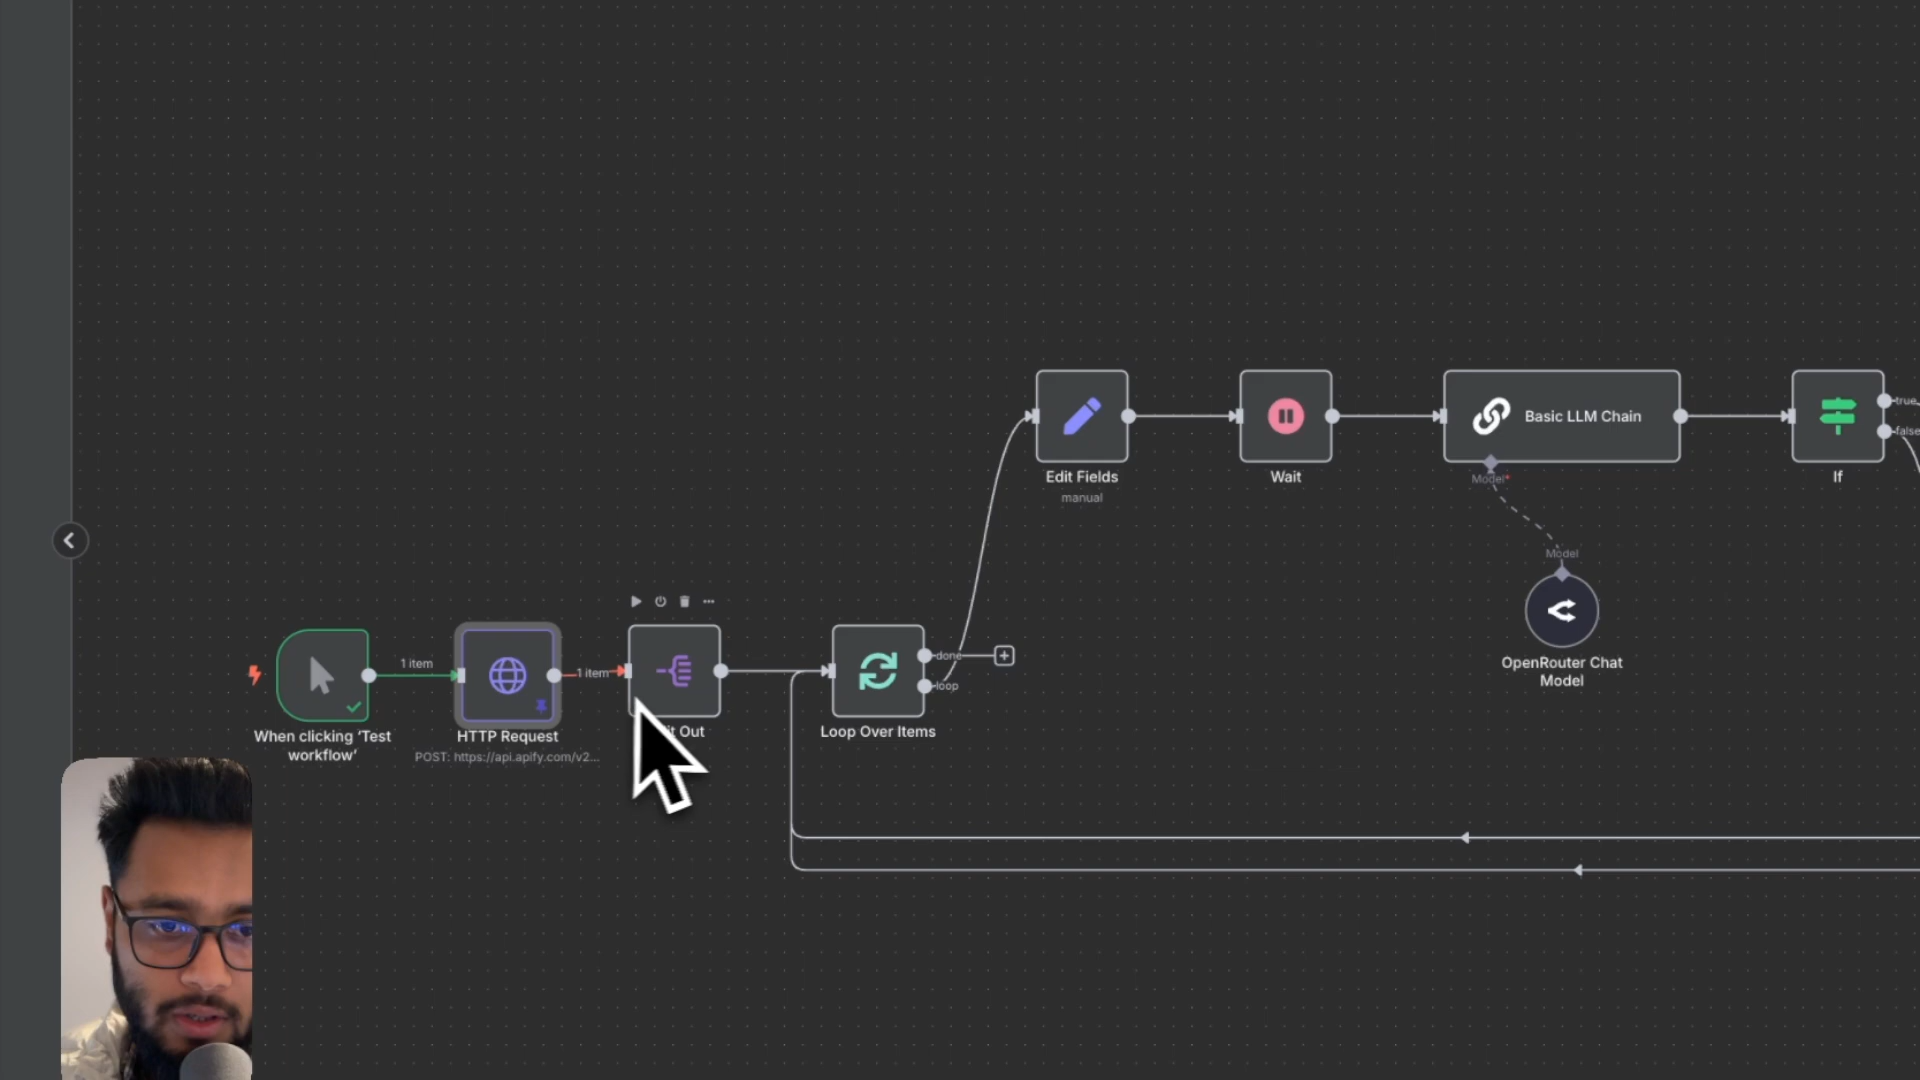 Edit Fields
manual
Wait
Basic LLM Chain
Model*
If
true
false
Model
OpenRouter Chat
Model
When clicking ‘Test
workflow’
1 item
HTTP Request
POST: https://api.apify.com/v2...
1 item
Out
Loop Over Items
done
loop